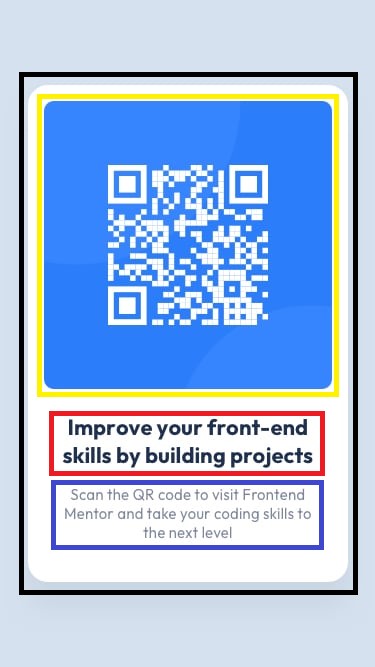 Improve your front-end
skills by building projects
Scan the QR code to visit Frontend
Mentor and take your coding skills to
the next level